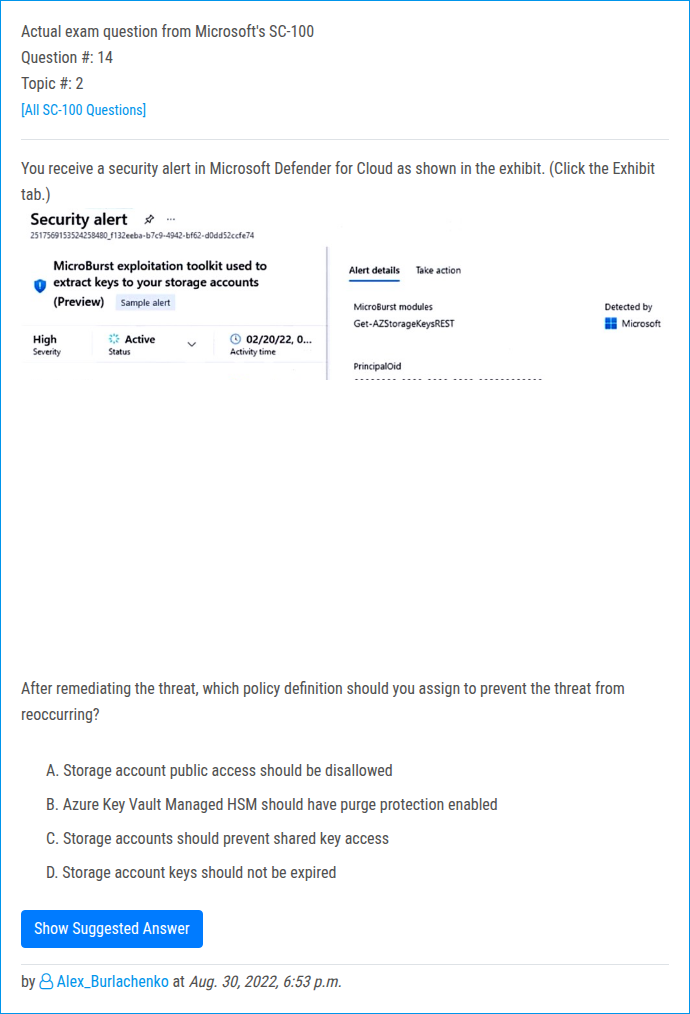 Actual exam question from Microsoft's SC-100
Question #: 14
Topic #: 2
[All SC-100 Questions]
You receive a security alert in Microsoft Defender for Cloud as shown in the exhibit. (Click the Exhibit
tab.)
Security alert ...
2517569153524258480_f132eeba-b7c9-4942-bf62-d0dd52ccfe74
MicroBurst exploitation toolkit used to
extract keys to your storage accounts
(Preview) Sample alert
High
Severity
Active
Status
02/20/22, 0...
Activity time
Alert details Take action
MicroBurst modules
Get-AZStorageKeysREST
Detected by
Microsoft
PrincipalOid
After remediating the threat, which policy definition should you assign to prevent the threat from
reoccurring?
A. Storage account public access should be disallowed
B. Azure Key Vault Managed HSM should have purge protection enabled
C. Storage accounts should prevent shared key access
D. Storage account keys should not be expired
Show Suggested Answer
by Alex_Burlachenko at Aug. 30, 2022, 6:53 p.m.